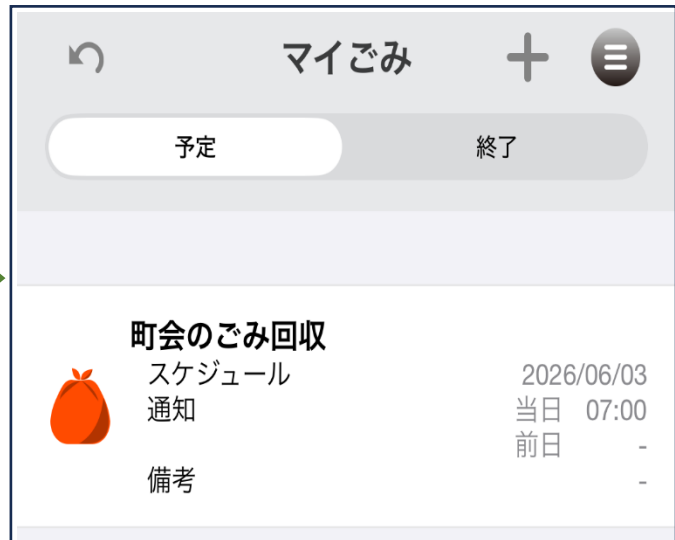 マイごみ
予定 終了
町会のごみ回収
スケジュール 2026/06/03
通知 当日 07:00
前日 -
備考 -